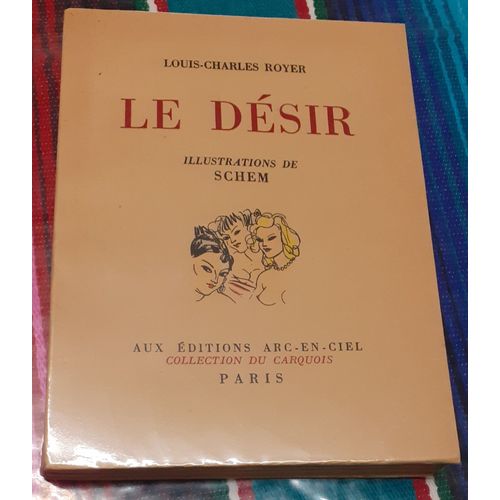 LOUIS-CHARLES ROYER
LE DÉSIR
ILLUSTRATIONS DE
SCHEM
AUX ÉDITIONS ARC-EN-CIEL
COLLECTION DU CARQUOIS
PARIS